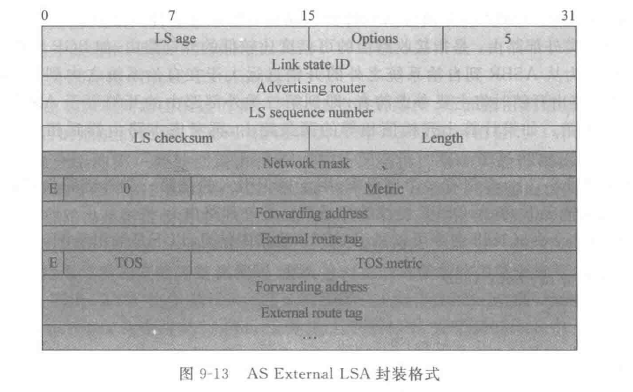 0 7 15 31
LS age Options 5
Link state ID
Advertising router
LS sequence number
LS checksum Length
Network mask
E 0 Metric
Forwarding address
External route tag
E TOS TOS metric
Forwarding address
External route tag
...
图 9-13 AS External LSA 封装格式